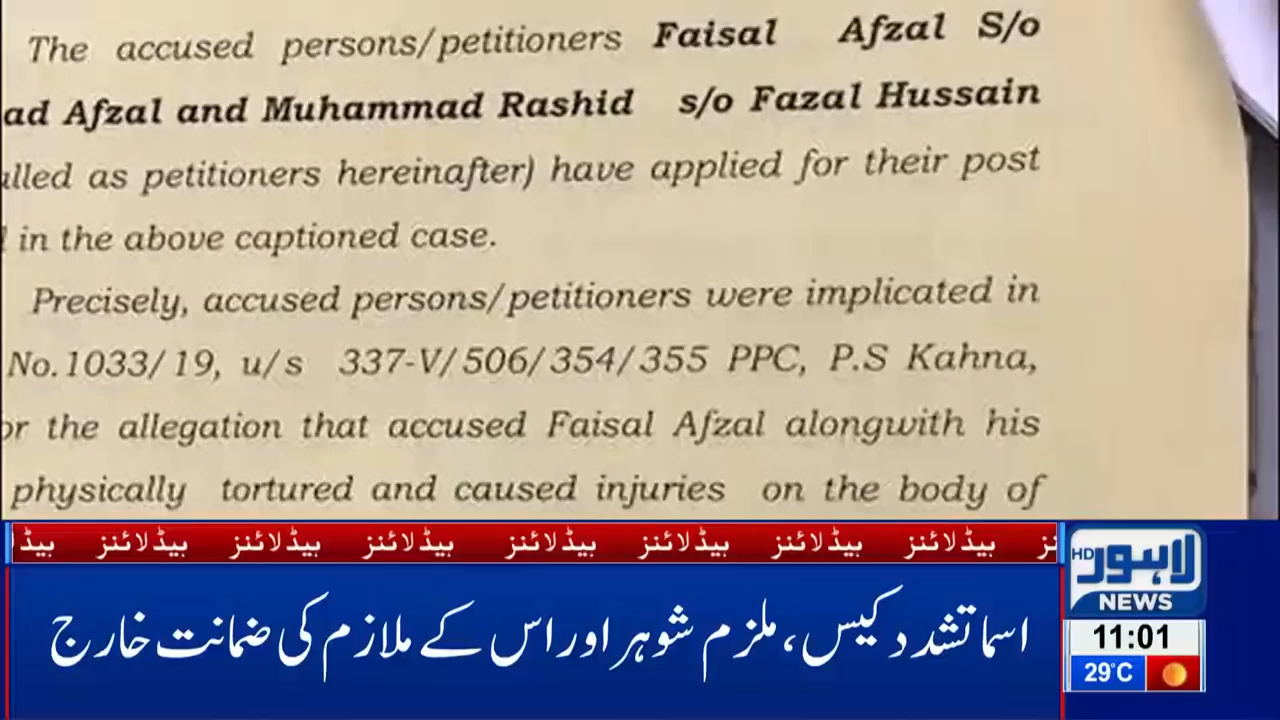 The accused persons/petitioners Faisal Afzal S/o
ad Afzal and Muhammad Rashid s/o Fazal Hussain
alled as petitioners hereinafter) have applied for their post
in the above captioned case.
Precisely, accused persons/petitioners were implicated in
No.1033/19, u/s 337-V/506/354/355 PPC, P.S Kahna,
or the allegation that accused Faisal Afzal alongwith his
physically tortured and caused injuries on the body of
ہیڈلائنز ہیڈلائنز ہیڈلائنز ہیڈلائنز ہیڈلائنز ہیڈلائنز ہیڈلائنز
اسما تشدد کیس، ملزم شوہر اور اس کے ملازم کی ضمانت خارج
لاہور HD
NEWS
11:01
29°C